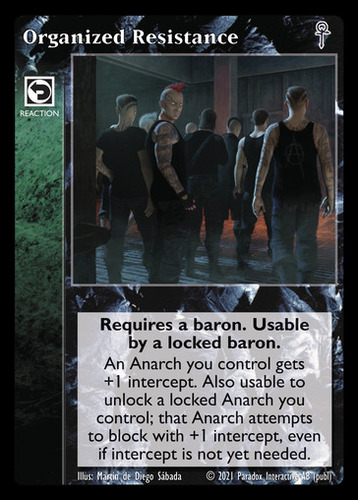 Organized Resistance
REACTION
Requires a baron. Usable
by a locked baron.
An Anarch you control gets
+1 intercept. Also usable to
unlock a locked Anarch you
control; that Anarch attempts
to block with +1 intercept, even
if intercept is not yet needed.
Illus: Martín de Diego Sábada © 2021 Paradox Interactive AB (publ)